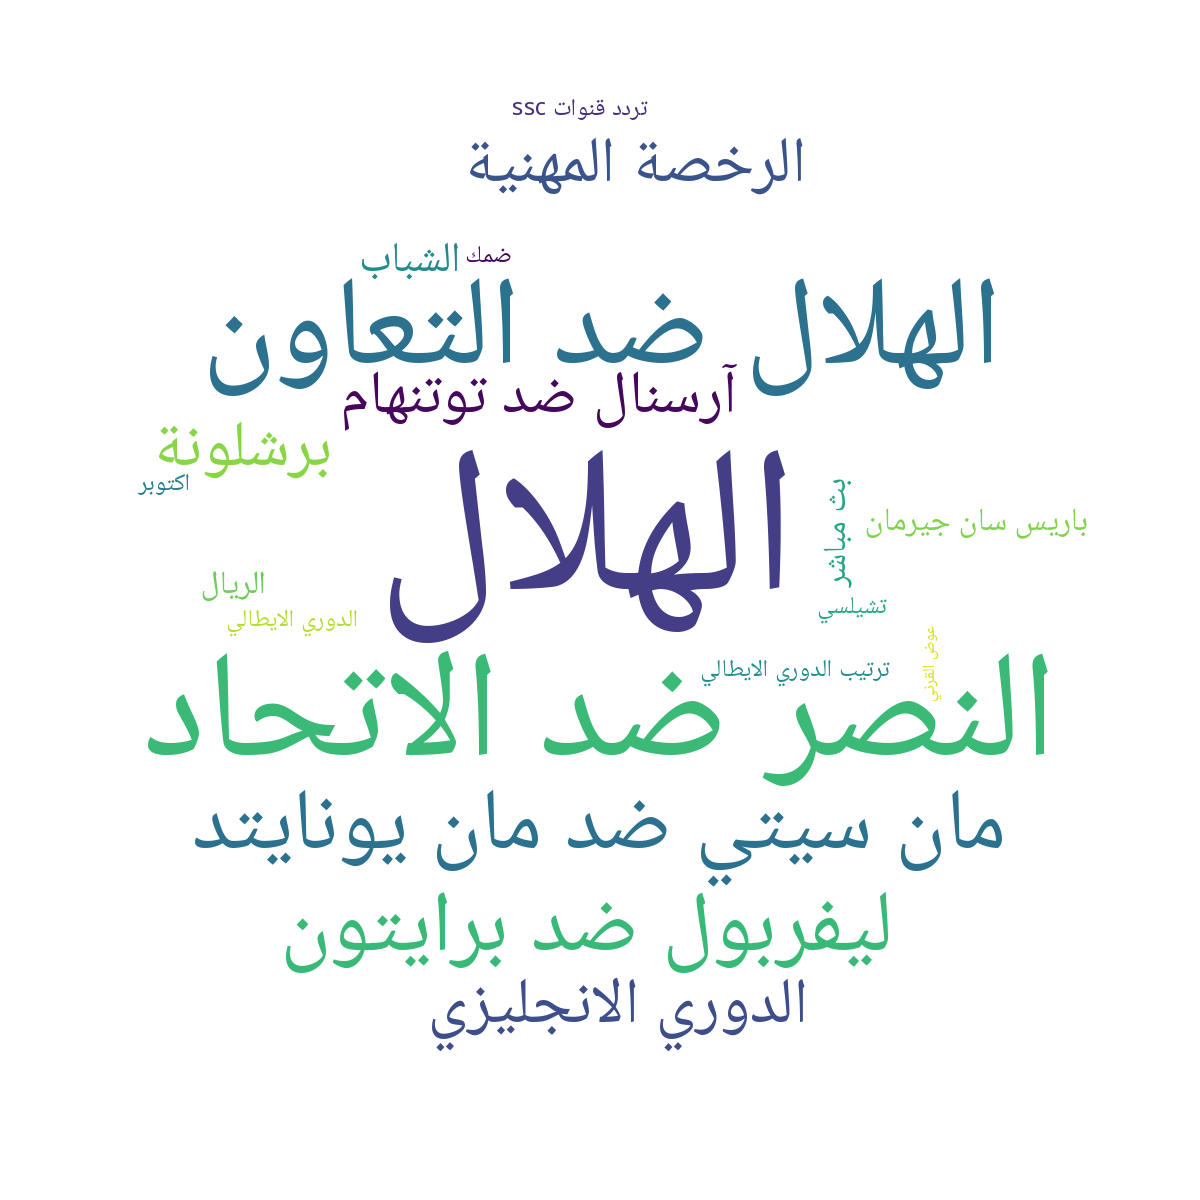 تردد قنوات ssc
الرخصة المهنية
الشباب
ضمك
الهلال ضد التعاون
آرسنال ضد توتنهام
برشلونة
اكتوبر
الهلال
بث مباشر
باريس سان جيرمان
تشيلسي
الريال
الدوري الايطالي
عوض القرني
ترتيب الدوري الايطالي
النصر ضد الاتحاد
مان سيتي ضد مان يونايتد
ليفربول ضد برايتون
الدوري الانجليزي